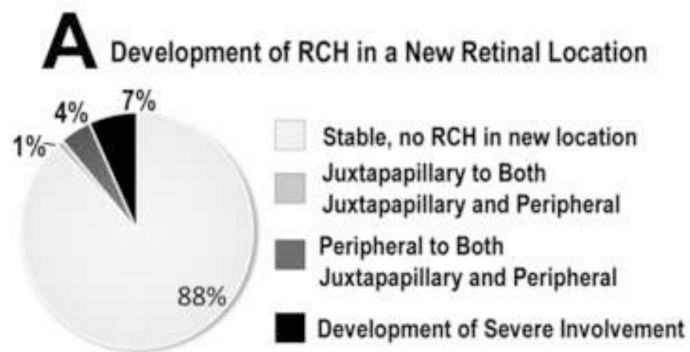 A Development of RCH in a New Retinal Location
7%
4%
1%
88%
Stable, no RCH in new location
Juxtapapillary to Both
Juxtapapillary and Peripheral
Peripheral to Both
Juxtapapillary and Peripheral
Development of Severe Involvement